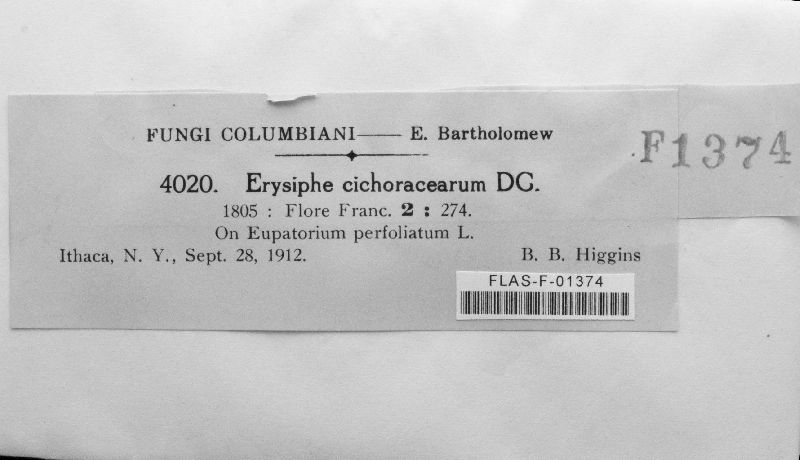 FUNGI COLUMBIANI—— E. Bartholomew
F1374
4020. Erysiphe cichoracearum DC.
1805 : Flore Franc. 2 : 274.
On Eupatorium perfoliatum L.
Ithaca, N. Y., Sept. 28, 1912. B. B. Higgins
FLAS-F-01374